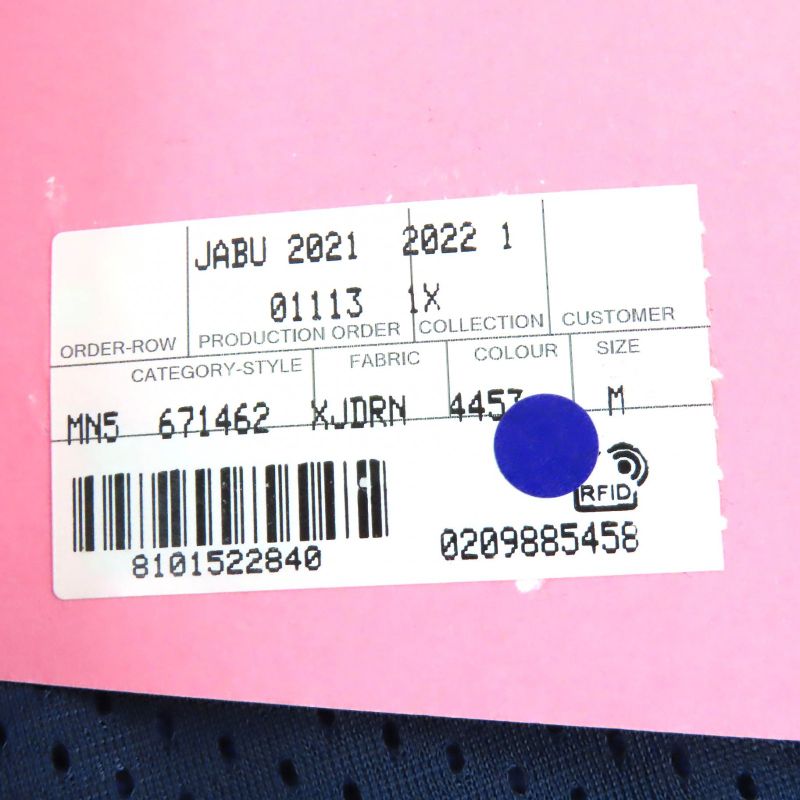 JABU 2021 2022 1
01113 1X
ORDER-ROW PRODUCTION ORDER COLLECTION CUSTOMER
CATEGORY-STYLE FABRIC COLOUR SIZE
MN5 671462 XJDRN 4457 M
RFID
8101522840 0209885458